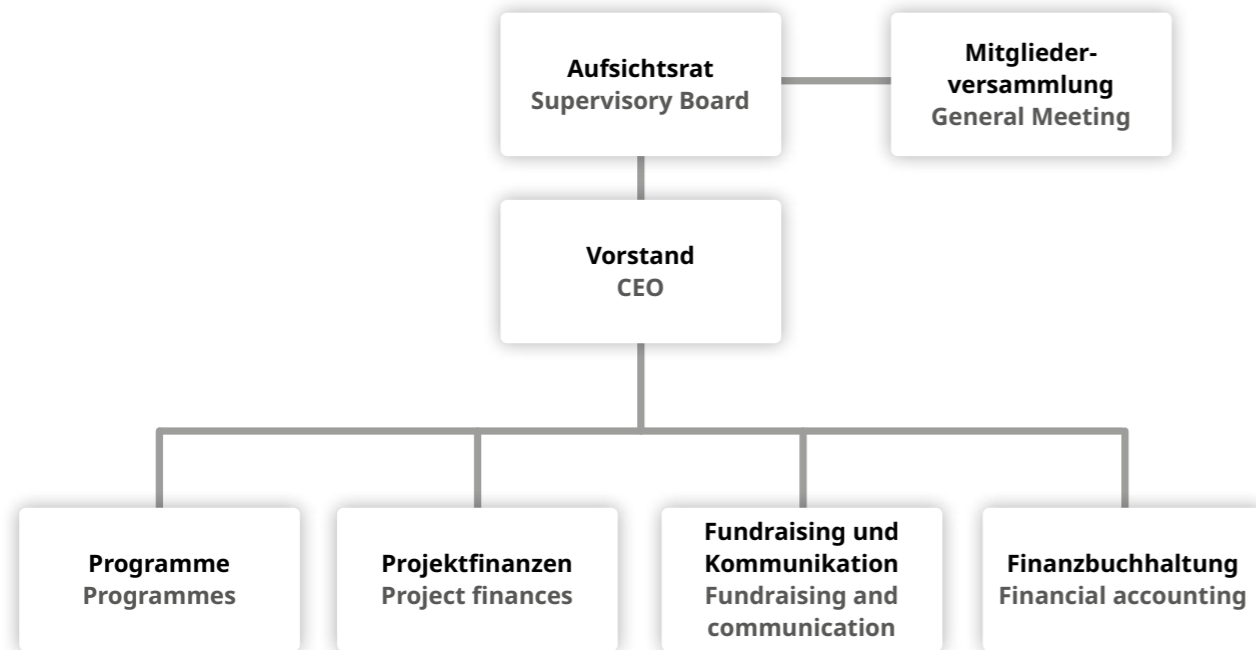 Aufsichtsrat
Supervisory Board
Mitglieder-
versammlung
General Meeting
Vorstand
CEO
Programme
Programmes
Projektfinanzen
Project finances
Fundraising und
Kommunikation
Fundraising and
communication
Finanzbuchhaltung
Financial accounting